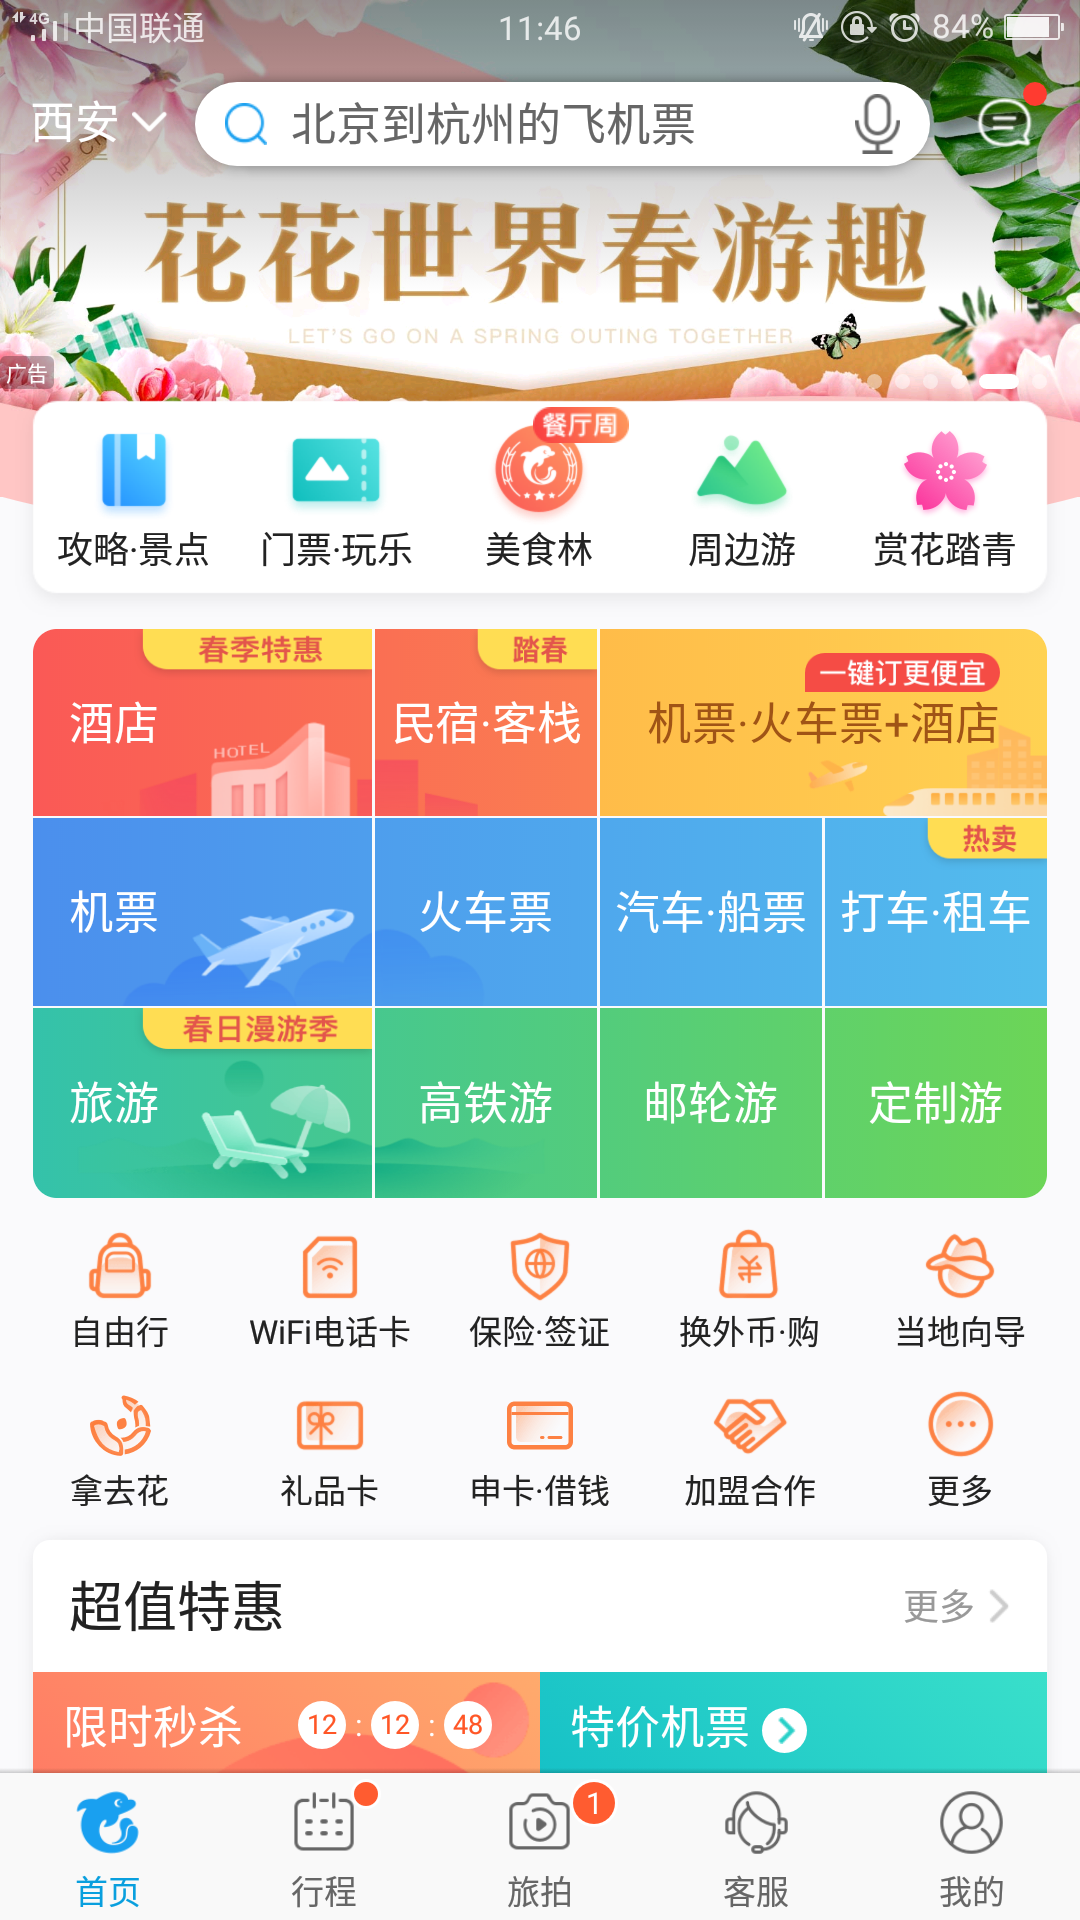 4G 中国联通 11:46 84%
西安 北京到杭州的飞机票
花花世界春游趣
LET'S GO ON A SPRING OUTING TOGETHER
广告
餐厅周
攻略·景点 门票·玩乐 美食林 周边游 赏花踏青
春季特惠 踏春
一键订更便宜
酒店 民宿·客栈 机票·火车票+酒店
HOTEL
热卖
机票 火车票 汽车·船票 打车·租车
春日漫游季
旅游 高铁游 邮轮游 定制游
自由行 WiFi电话卡 保险·签证 换外币·购 当地向导
拿去花 礼品卡 申卡·借钱 加盟合作 更多
超值特惠 更多
限时秒杀 12 : 12 : 48 特价机票
1
首页 行程 旅拍 客服 我的